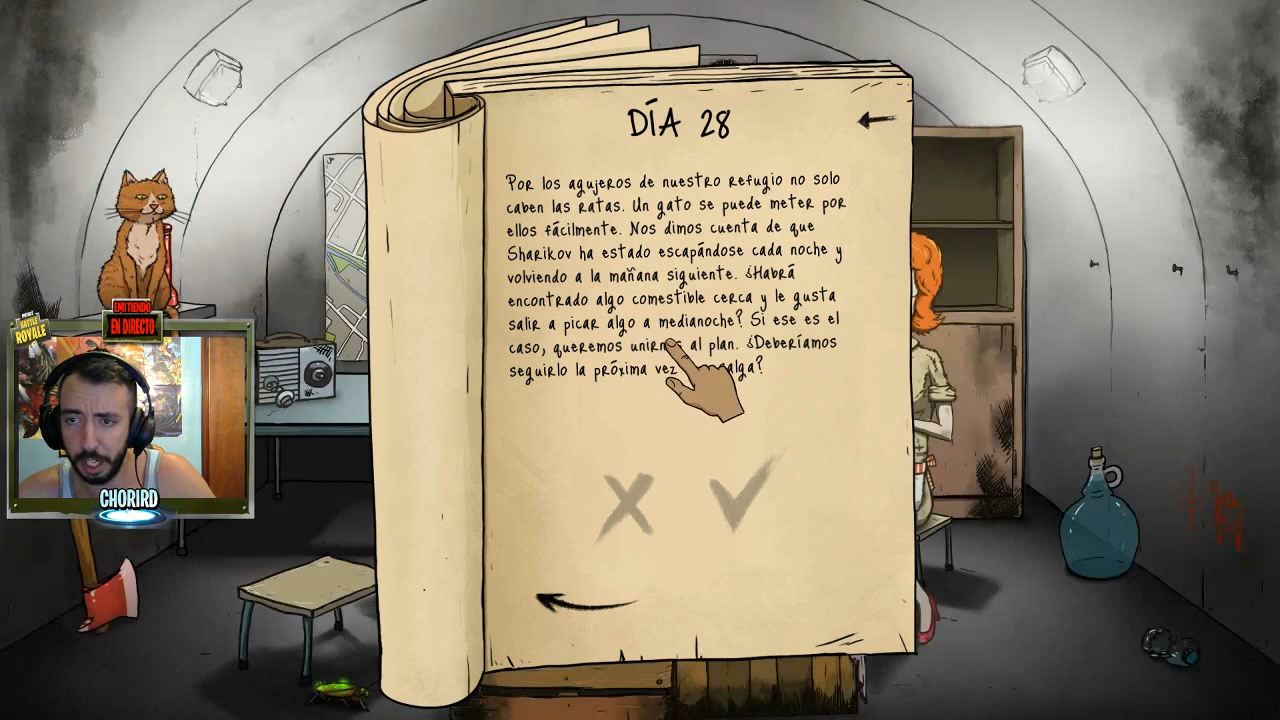 DÍA 28
Por los agujeros de nuestro refugio no solo
caben las ratas. Un gato se puede meter por
ellos fácilmente. Nos dimos cuenta de que
Sharikov ha estado escapándose cada noche y
volviendo a la mañana siguiente. ¿Habrá
encontrado algo comestible cerca y le gusta
salir a picar algo a medianoche? Si ese es el
caso, queremos al plan. ¿Deberíamos
seguirlo la próxima vez
EMITIENDO
EN DIRECTO
BATTLE
ROYALE
CHORIRD